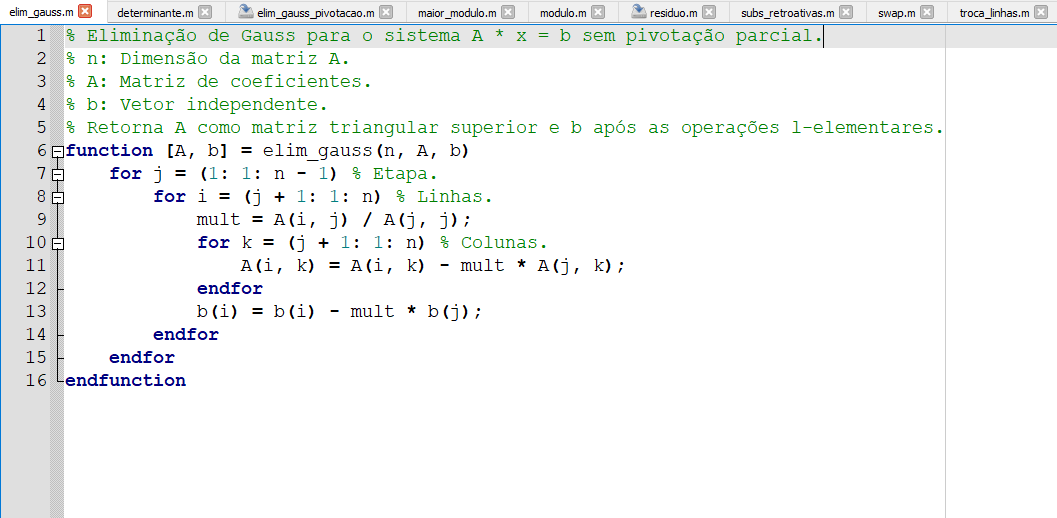 elim_gauss.m determinante.m elim_gauss_pivotacao.m maior_modulo.m modulo.m residuo.m subs_retroativas.m swap.m troca_linhas.m
1 % Eliminação de Gauss para o sistema A * x = b sem pivotação parcial.
2 % n: Dimensão da matriz A.
3 % A: Matriz de coeficientes.
4 % b: Vetor independente.
5 % Retorna A como matriz triangular superior e b após as operações l-elementares.
6 function [A, b] = elim_gauss(n, A, b)
7     for j = (1: 1: n - 1) % Etapa.
8         for i = (j + 1: 1: n) % Linhas.
9             mult = A(i, j) / A(j, j);
10             for k = (j + 1: 1: n) % Colunas.
11                 A(i, k) = A(i, k) - mult * A(j, k);
12             endfor
13             b(i) = b(i) - mult * b(j);
14         endfor
15     endfor
16 endfunction